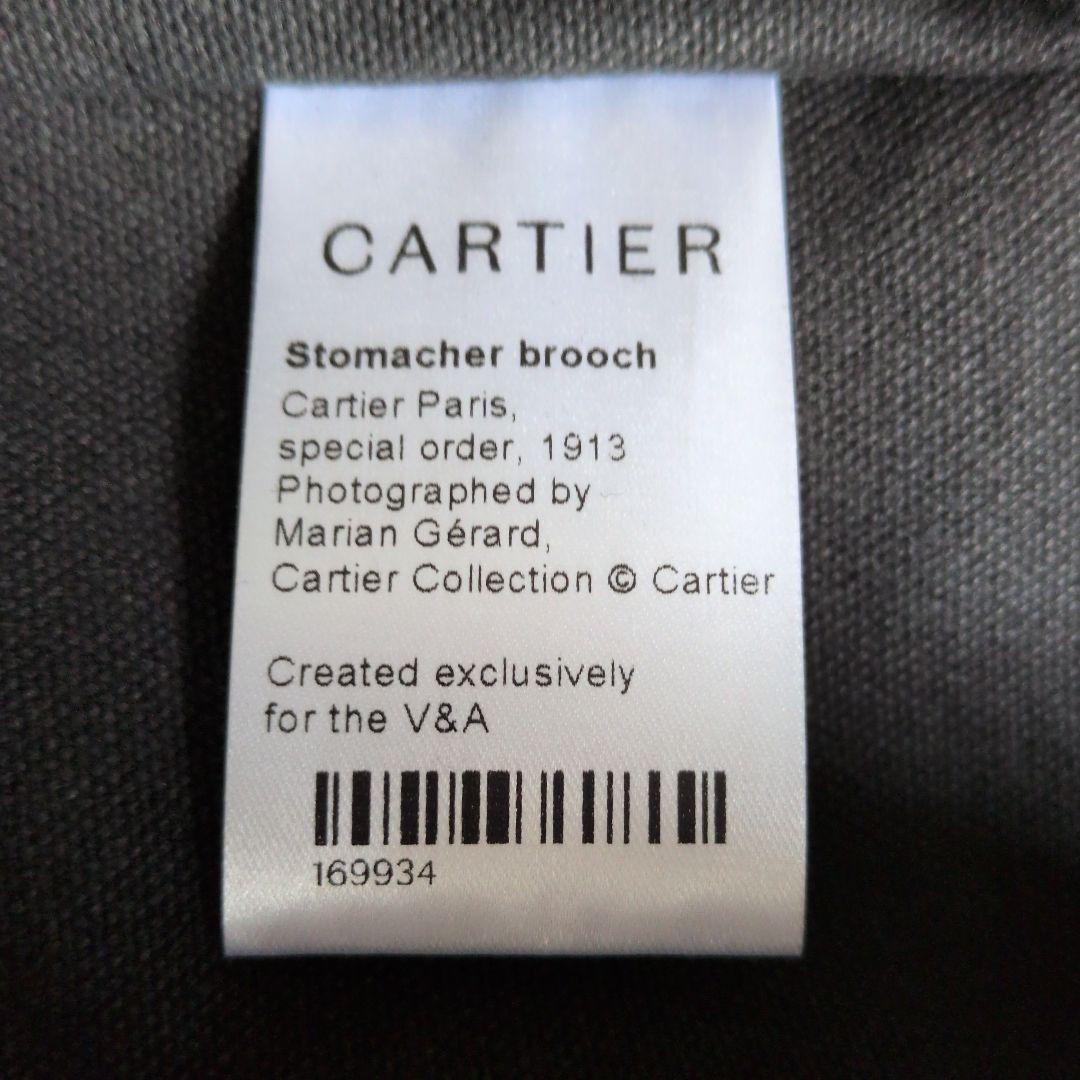 CARTIER
Stomacher brooch
Cartier Paris,
special order, 1913
Photographed by
Marian Gérard,
Cartier Collection © Cartier
Created exclusively
for the V&A
169934